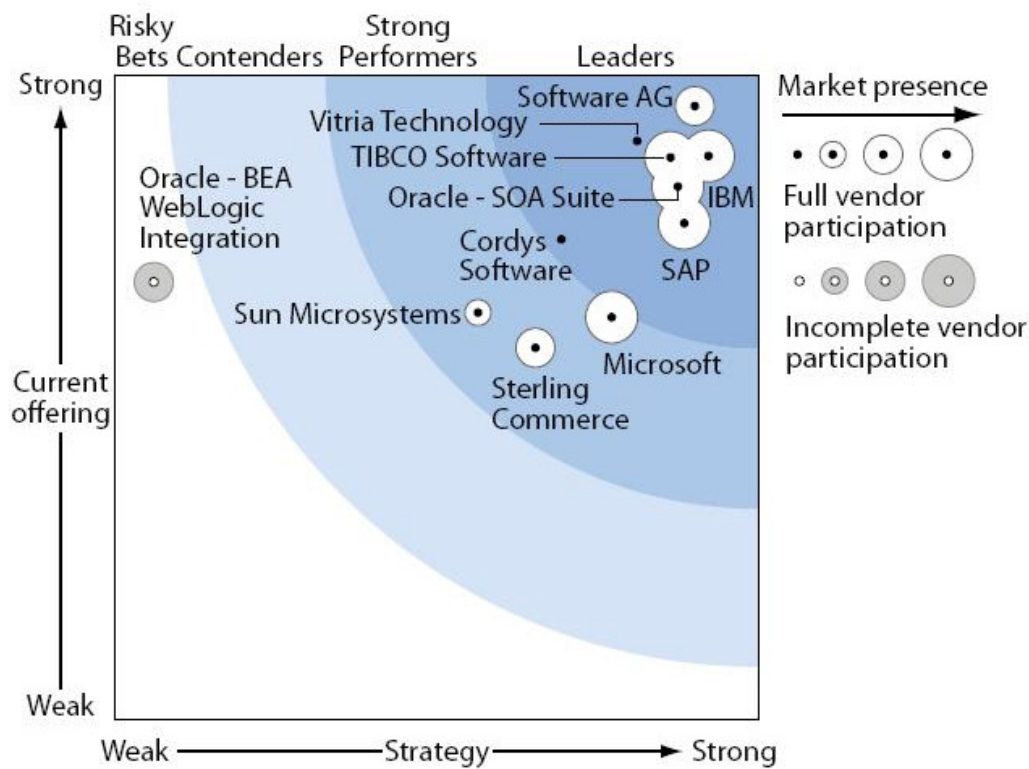 Risky
Bets
Contenders
Strong
Performers
Leaders
Strong
Current
offering
Weak
Software AG
Vitria Technology
TIBCO Software
Oracle - SOA Suite
IBM
Oracle - BEA
WebLogic
Integration
Cordys
Software
SAP
Sun Microsystems
Microsoft
Sterling
Commerce
Market presence
Full vendor
participation
Incomplete vendor
participation
Weak
Strategy
Strong